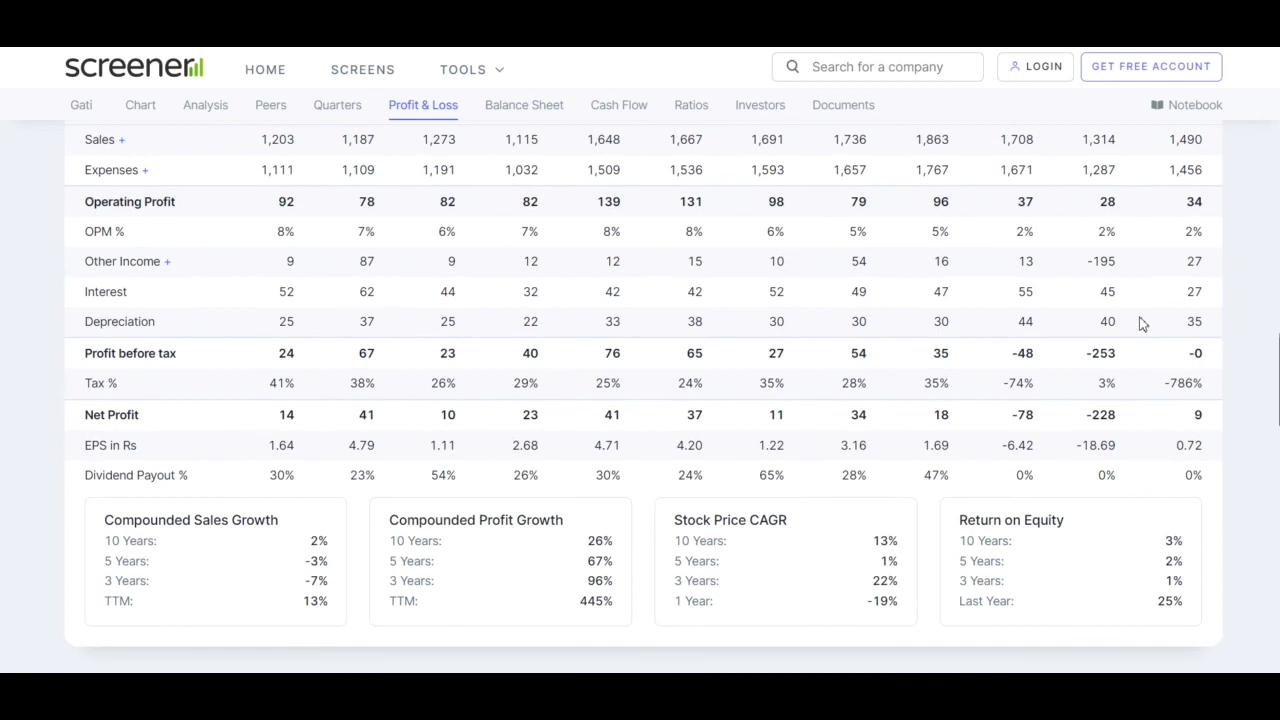 screener
HOME SCREENS TOOLS Search for a company LOGIN GET FREE ACCOUNT
Gati Chart Analysis Peers Quarters Profit & Loss Balance Sheet Cash Flow Ratios Investors Documents Notebook
Sales + 1,203 1,187 1,273 1,115 1,648 1,667 1,691 1,736 1,863 1,708 1,314 1,490
Expenses + 1,111 1,109 1,191 1,032 1,509 1,536 1,593 1,657 1,767 1,671 1,287 1,456
Operating Profit 92 78 82 82 139 131 98 79 96 37 28 34
OPM % 8% 7% 6% 7% 8% 8% 6% 5% 5% 2% 2% 2%
Other Income + 9 87 9 12 12 15 10 54 16 13 -195 27
Interest 52 62 44 32 42 42 52 49 47 55 45 27
Depreciation 25 37 25 22 33 38 30 30 30 44 40 35
Profit before tax 24 67 23 40 76 65 27 54 35 -48 -253 -0
Tax % 41% 38% 26% 29% 25% 24% 35% 28% 35% -74% 3% -786%
Net Profit 14 41 10 23 41 37 11 34 18 -78 -228 9
EPS in Rs 1.64 4.79 1.11 2.68 4.71 4.20 1.22 3.16 1.69 -6.42 -18.69 0.72
Dividend Payout % 30% 23% 54% 26% 30% 24% 65% 28% 47% 0% 0% 0%
Compounded Sales Growth
10 Years: 2%
5 Years: -3%
3 Years: -7%
TTM: 13%
Compounded Profit Growth
10 Years: 26%
5 Years: 67%
3 Years: 96%
TTM: 445%
Stock Price CAGR
10 Years: 13%
5 Years: 1%
3 Years: 22%
1 Year: -19%
Return on Equity
10 Years: 3%
5 Years: 2%
3 Years: 1%
Last Year: 25%